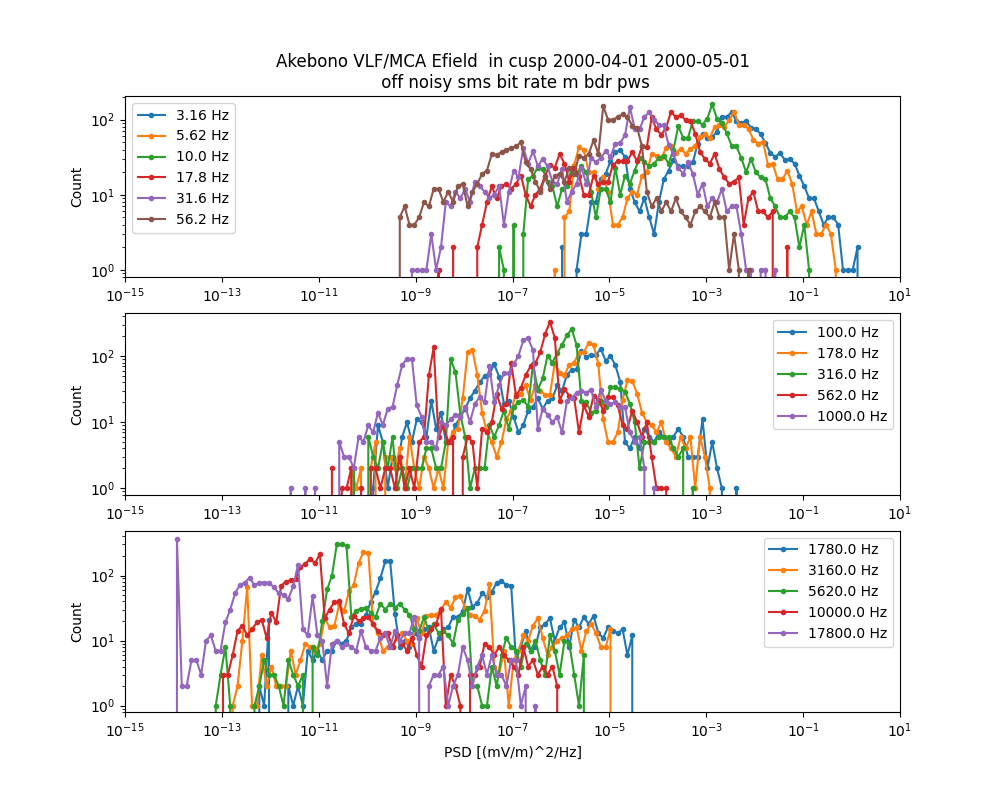 Akebono VLF/MCA Efield  in cusp 2000-04-01 2000-05-01
off noisy sms bit rate m bdr pws
Count
10^2
10^1
10^0
3.16 Hz
5.62 Hz
10.0 Hz
17.8 Hz
31.6 Hz
56.2 Hz
10^−15 10^−13 10^−11 10^−9 10^−7 10^−5 10^−3 10^−1 10^1
Count
10^2
10^1
10^0
100.0 Hz
178.0 Hz
316.0 Hz
562.0 Hz
1000.0 Hz
10^−15 10^−13 10^−11 10^−9 10^−7 10^−5 10^−3 10^−1 10^1
Count
10^2
10^1
10^0
1780.0 Hz
3160.0 Hz
5620.0 Hz
10000.0 Hz
17800.0 Hz
10^−15 10^−13 10^−11 10^−9 10^−7 10^−5 10^−3 10^−1 10^1
PSD [(mV/m)^2/Hz]